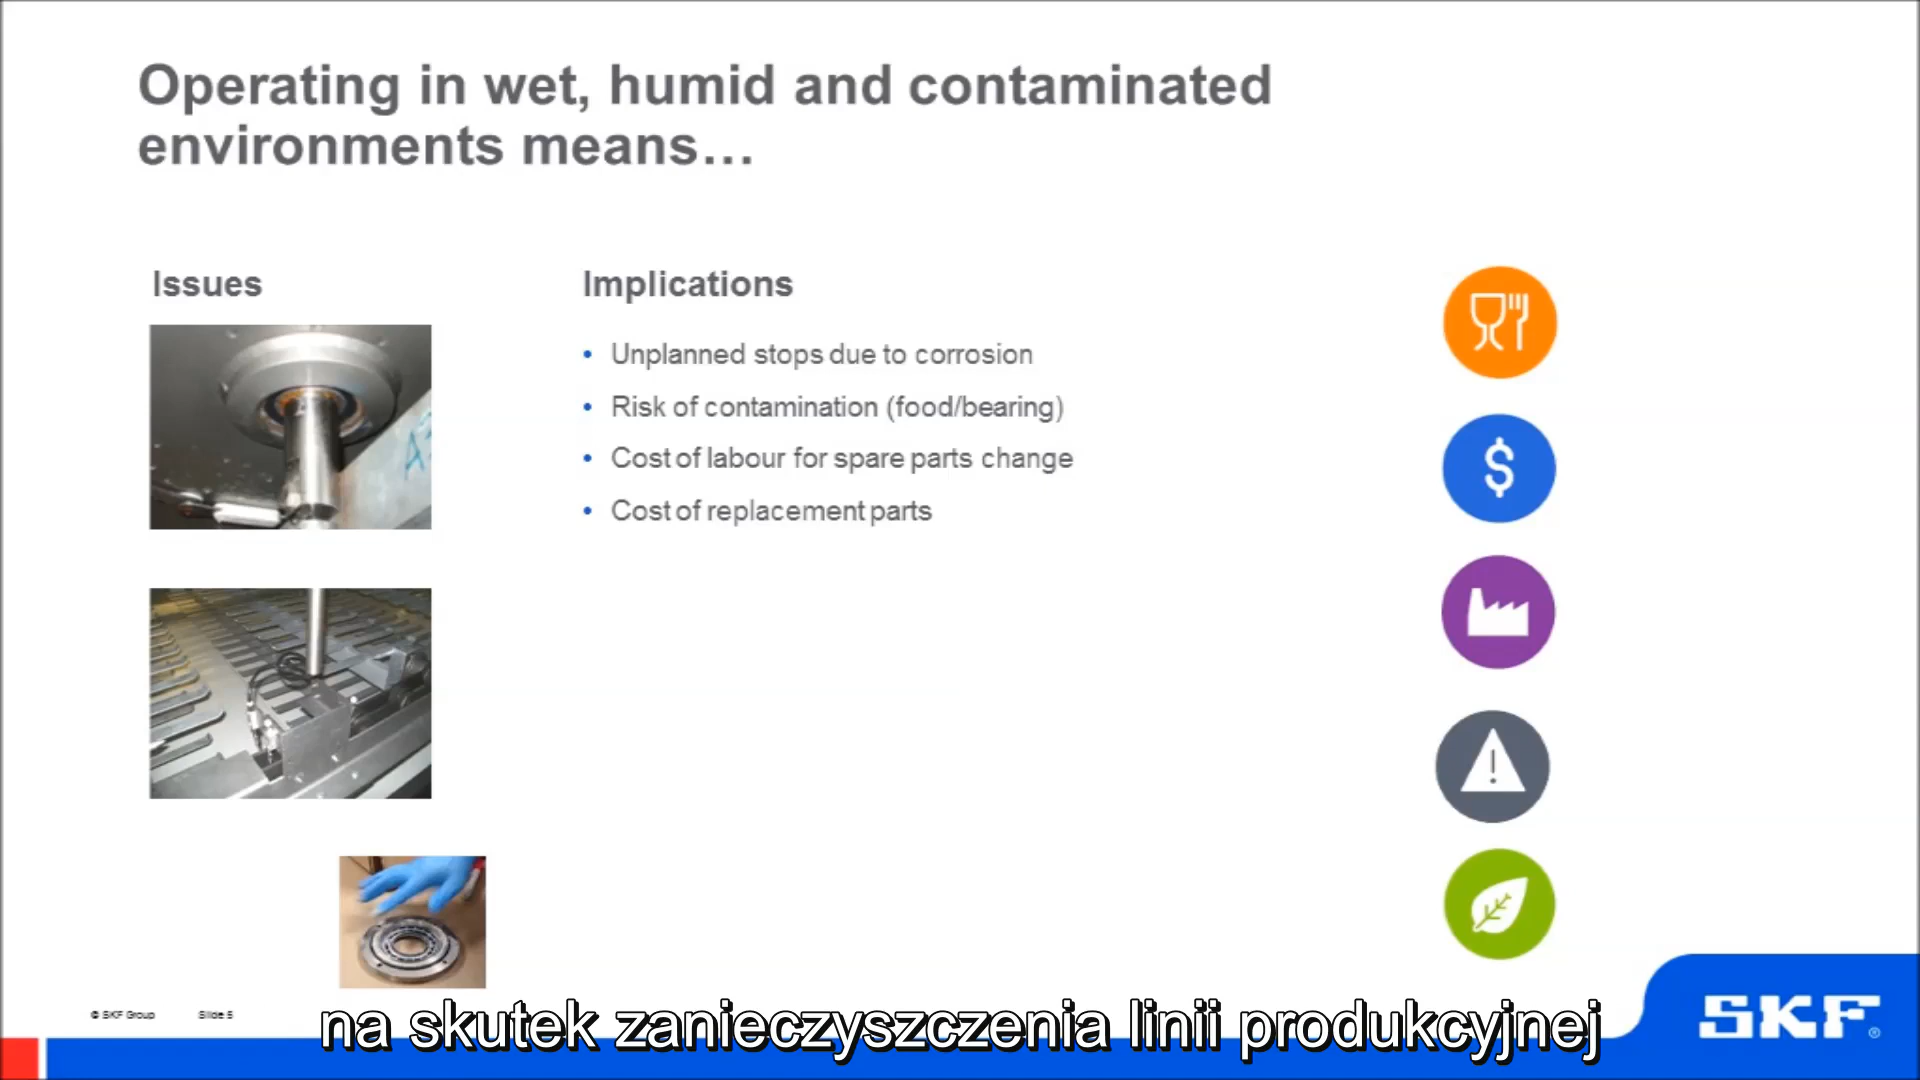 Operating in wet, humid and contaminated
environments means…
Issues
Implications
• Unplanned stops due to corrosion
• Risk of contamination (food/bearing)
• Cost of labour for spare parts change
• Cost of replacement parts
$
!
© SKF Group Slide 5
na skutek zanieczyszczenia linii produkcyjnej
SKF®